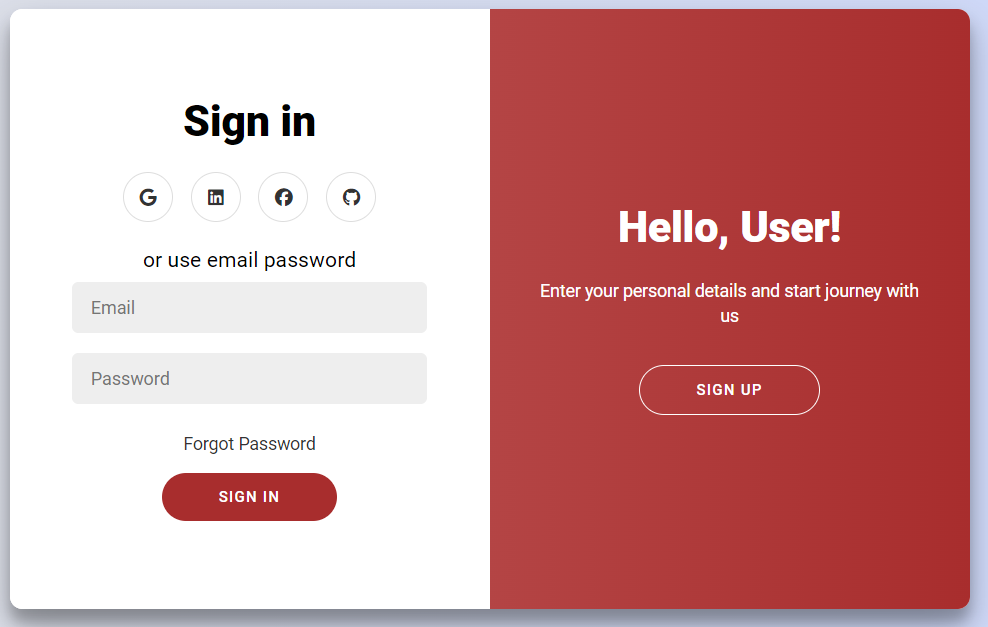 Sign in
or use email password
Email
Password
Forgot Password
SIGN IN
Hello, User!
Enter your personal details and start journey with
us
SIGN UP